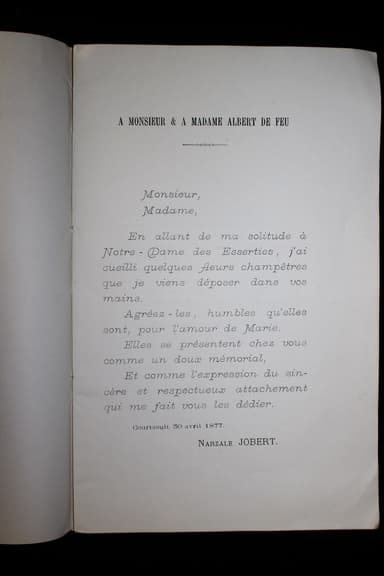 A MONSIEUR & A MADAME ALBERT DE FEU
Monsieur,
Madame,
En allant de ma solitude à
Notre-Dame des Esserties, j'ai
cueilli quelques fleurs champêtres
que je viens déposer dans vos
mains.
Agréez-les, humbles qu'elles
sont, pour l'amour de Marie.
Elles se présentent chez vous
comme un doux mémorial,
Et comme l'expression du sin-
cère et respectueux attachement
qui me fait vous les dédier.
30 avril 1877.
NARZALE JOBERT.